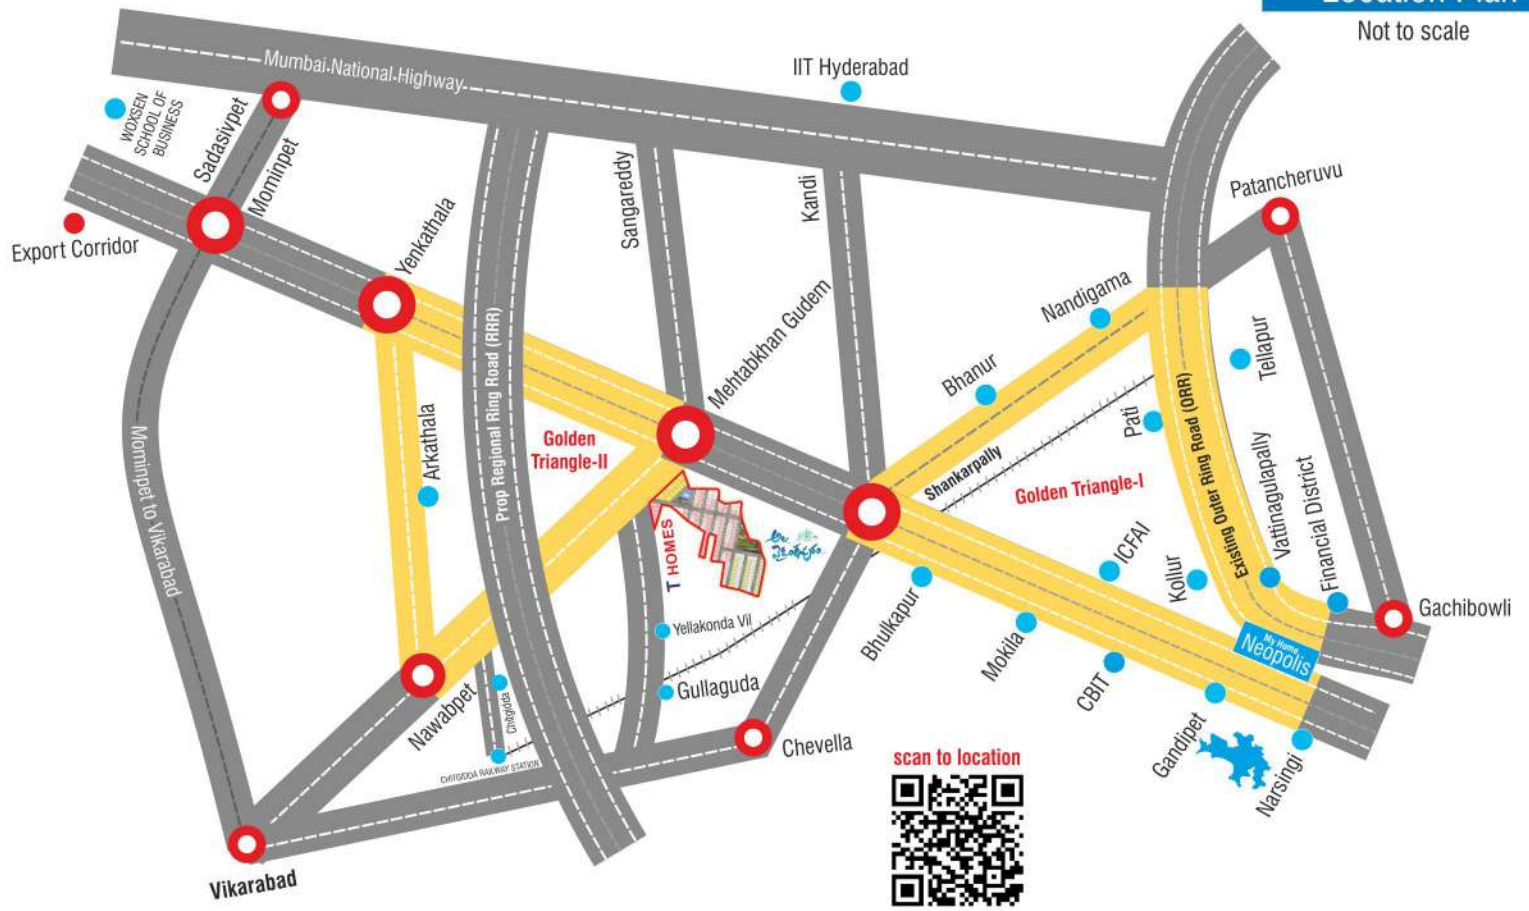 Location Plan
Not to scale
Mumbai National Highway
IIT Hyderabad
WOXSEN
SCHOOL OF
BUSINESS
Sadasivpet
Mominpet
Export Corridor
Yenkathala
Sangareddy
Kandi
Patancheruvu
Mehtabkhan Gudem
Nandigama
Bhanur
Tellapur
Pati
Arkathala
Prop Regional Ring Road (RRR)
Golden
Triangle-II
Mominpet to Vikarabad
Shankarpally
Golden Triangle-I
Existing Outer Ring Road (ORR)
Vattinagulapally
Financial District
T HOMES
ICFAI
Kollur
Gachibowli
My Home
Neopolis
Yellakonda Vil
Bhulkapur
Mokila
CBIT
Gandipet
Narsingi
Gullaguda
Nawabpet
Chitgidda
CHITGIDDA RAILWAY STATION
Chevella
scan to location
Vikarabad